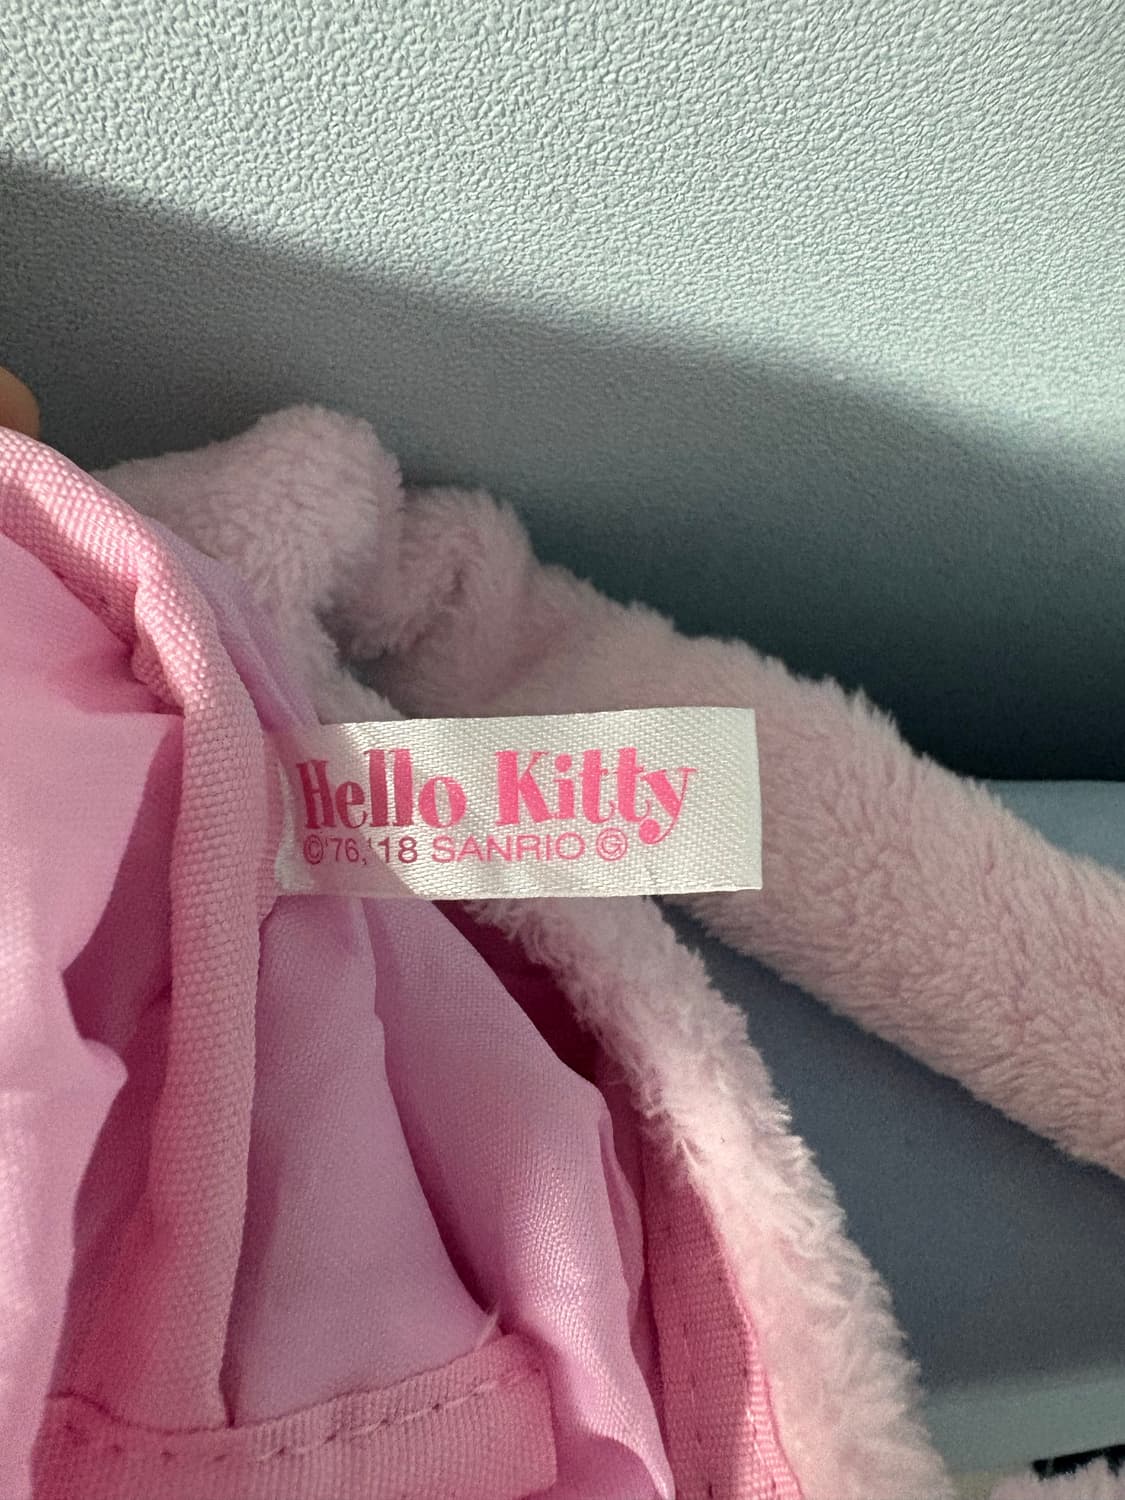 Hello Kitty
©'76,'18 SANRIO Ⓖ